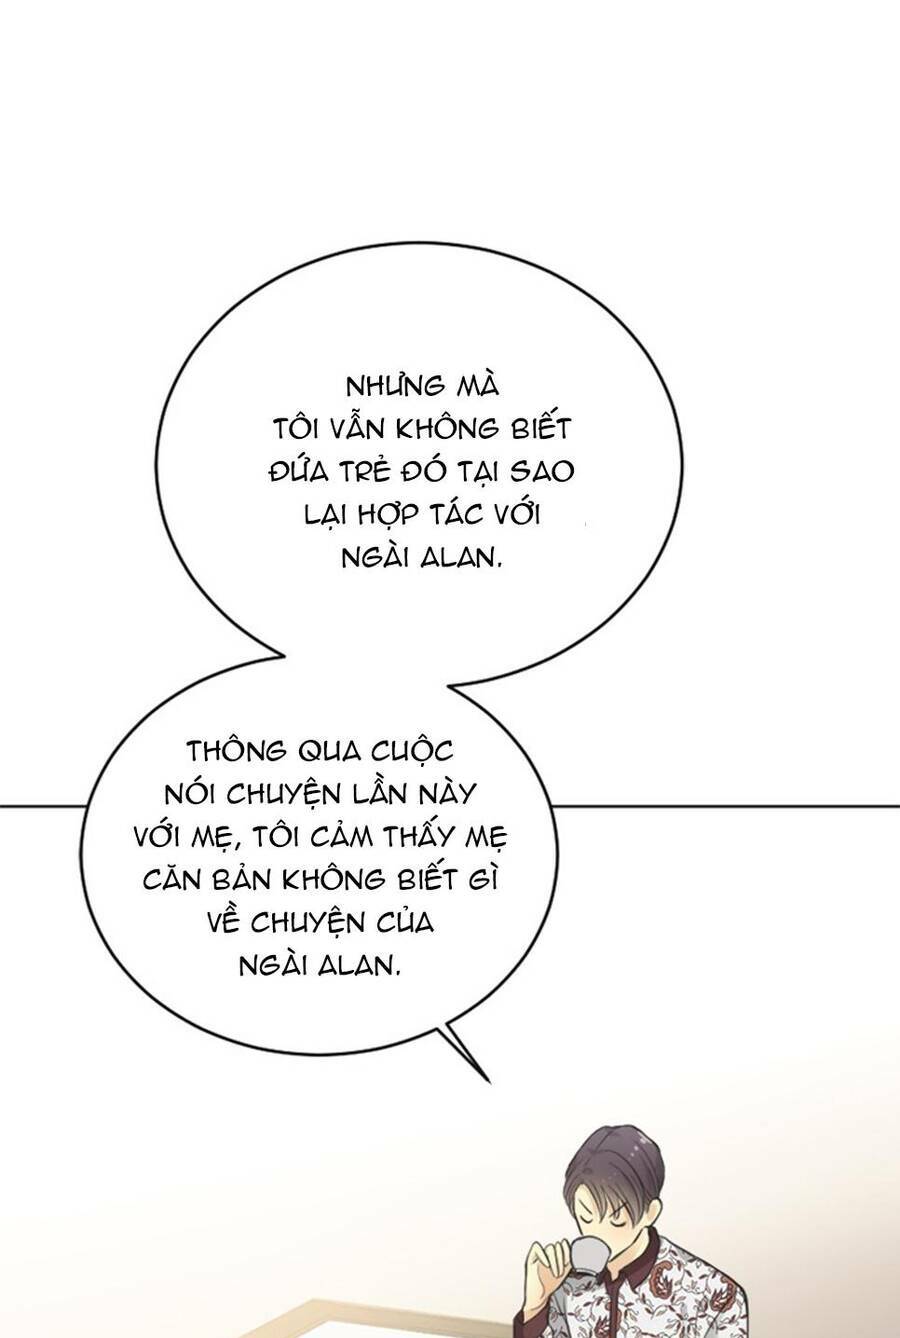 NHƯNG MÀ
TÔI VẪN KHÔNG BIẾT
ĐỨA TRẺ ĐÓ TẠI SAO
LẠI HỢP TÁC VỚI
NGÀI ALAN.
THÔNG QUA CUỘC
NÓI CHUYỆN LẦN NÀY
VỚI MẸ, TÔI CẢM THẤY MẸ
CĂN BẢN KHÔNG BIẾT GÌ
VỀ CHUYỆN CỦA
NGÀI ALAN.